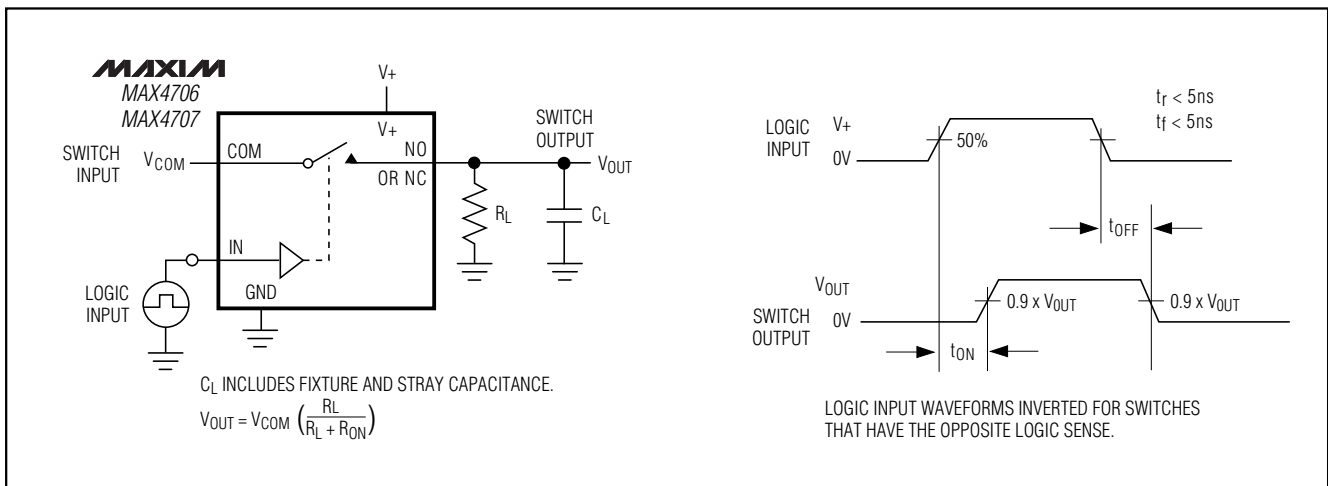 MAXIM
MAX4706
MAX4707
V+
V+
SWITCH
INPUT
VCOM
COM
NO
OR NC
SWITCH
OUTPUT
VOUT
RL
CL
IN
GND
LOGIC
INPUT
CL INCLUDES FIXTURE AND STRAY CAPACITANCE.
VOUT = VCOM ( RL / RL + RON )
tr < 5ns
tf < 5ns
LOGIC
INPUT
V+
0V
50%
tOFF
VOUT
SWITCH
OUTPUT
0V
0.9 x VOUT
0.9 x VOUT
tON
LOGIC INPUT WAVEFORMS INVERTED FOR SWITCHES
THAT HAVE THE OPPOSITE LOGIC SENSE.